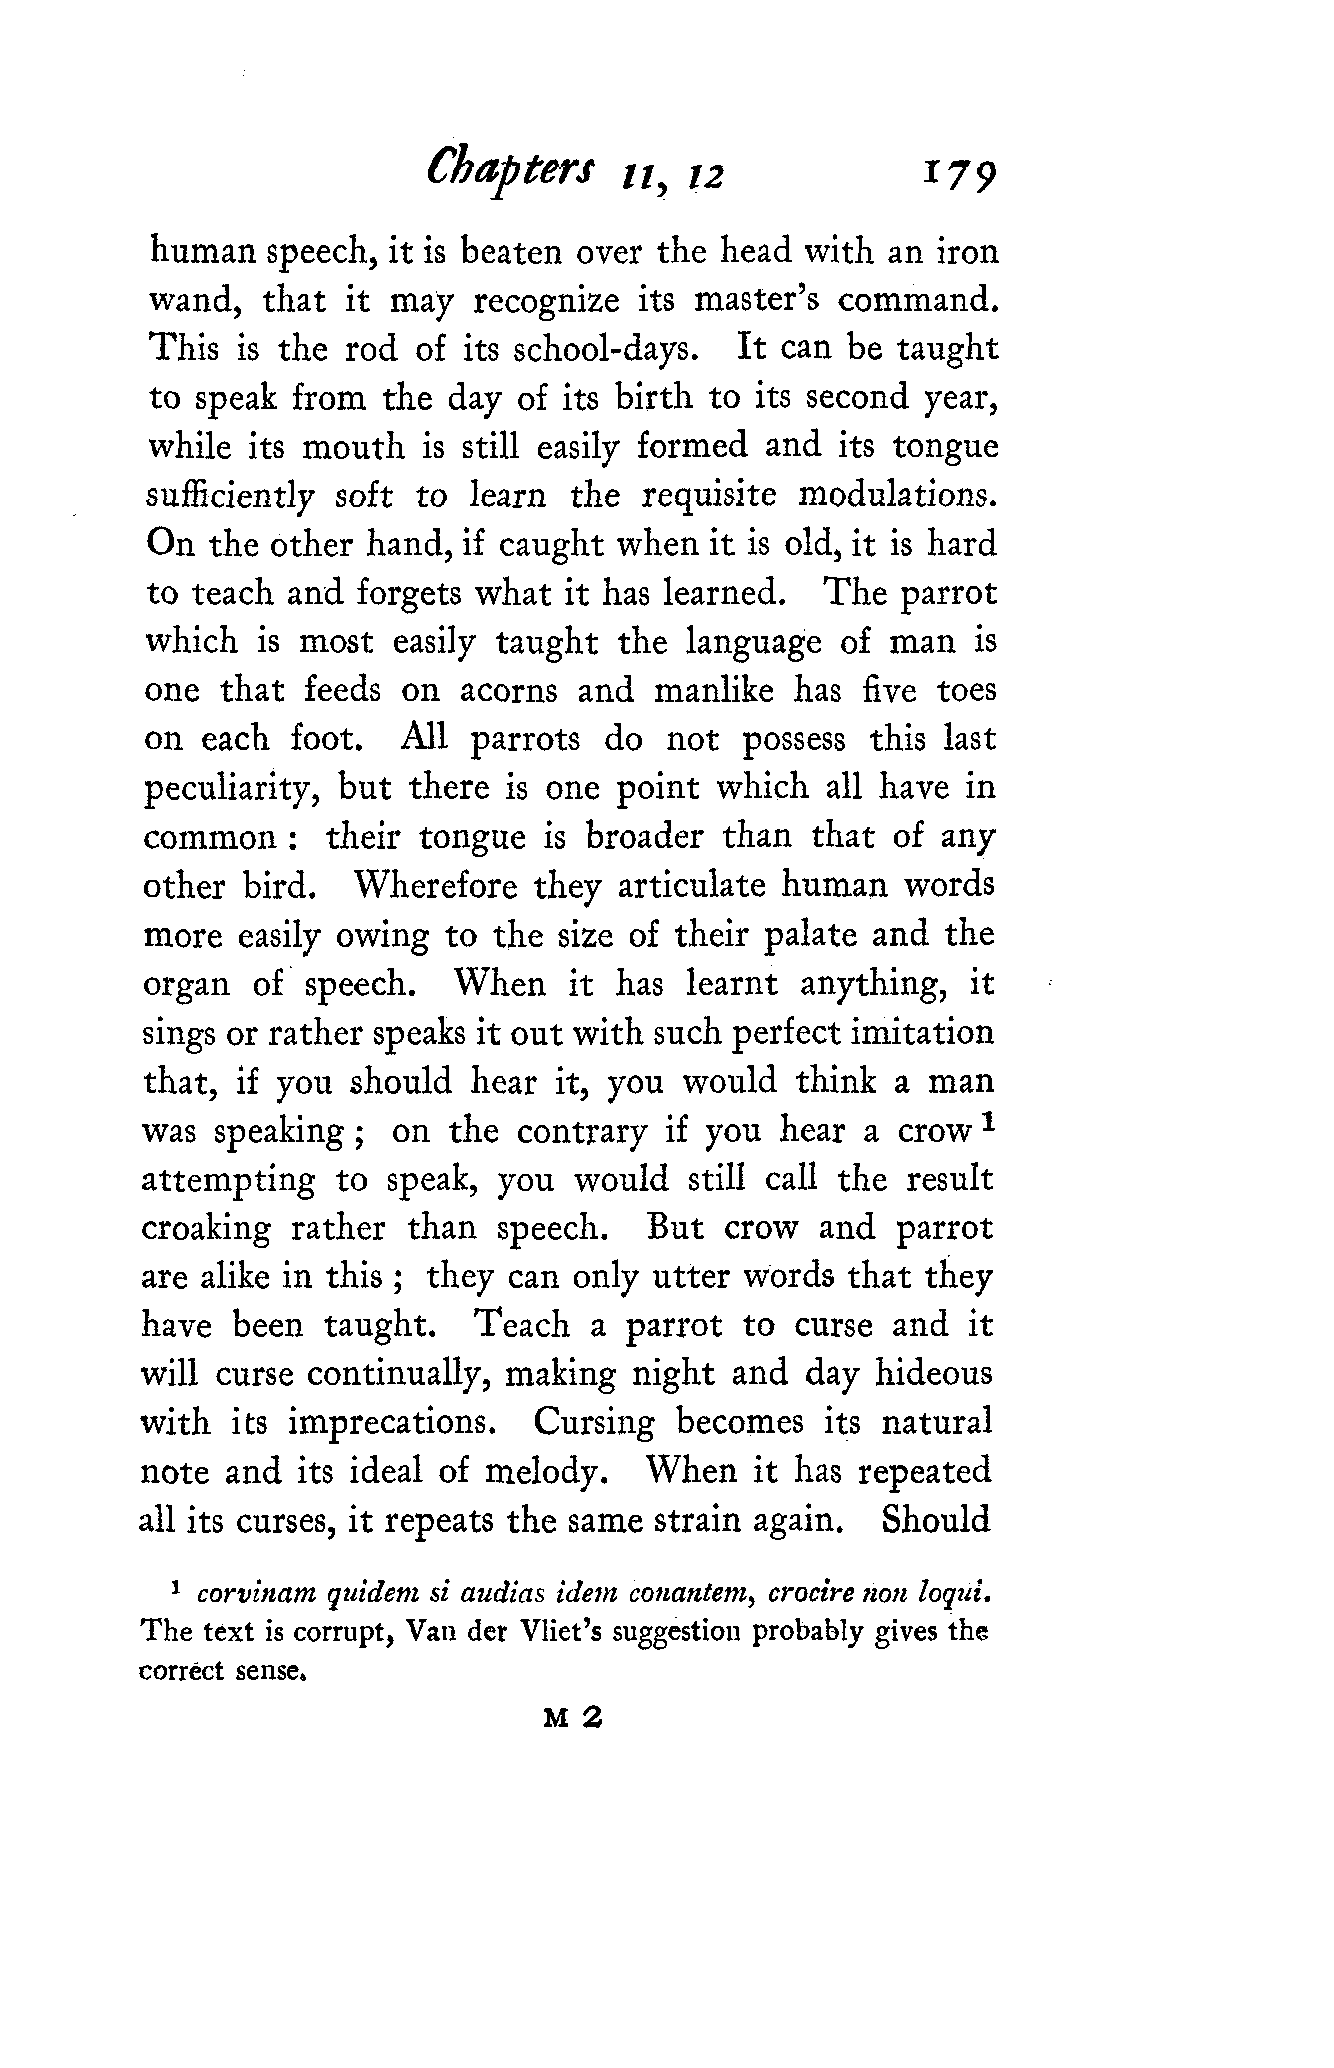 Chapters 11, 12 179
human speech, it is beaten over the head with an iron
wand, that it may recognize its master's command.
This is the rod of its school-days. It can be taught
to speak from the day of its birth to its second year,
while its mouth is still easily formed and its tongue
sufficiently soft to learn the requisite modulations.
On the other hand, if caught when it is old, it is hard
to teach and forgets what it has learned. The parrot
which is most easily taught the language of man is
one that feeds on acorns and manlike has five toes
on each foot. All parrots do not possess this last
peculiarity, but there is one point which all have in
common : their tongue is broader than that of any
other bird. Wherefore they articulate human words
more easily owing to the size of their palate and the
organ of speech. When it has learnt anything, it
sings or rather speaks it out with such perfect imitation
that, if you should hear it, you would think a man
was speaking ; on the contrary if you hear a crow ¹
attempting to speak, you would still call the result
croaking rather than speech. But crow and parrot
are alike in this ; they can only utter words that they
have been taught. Teach a parrot to curse and it
will curse continually, making night and day hideous
with its imprecations. Cursing becomes its natural
note and its ideal of melody. When it has repeated
all its curses, it repeats the same strain again. Should
¹ corvinam quidem si audias idem conantem, crocire non loqui.
The text is corrupt, Van der Vliet's suggestion probably gives the
correct sense.
M 2